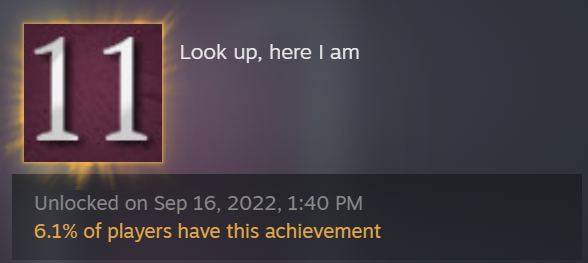 11
Look up, here I am
Unlocked on Sep 16, 2022, 1:40 PM
6.1% of players have this achievement